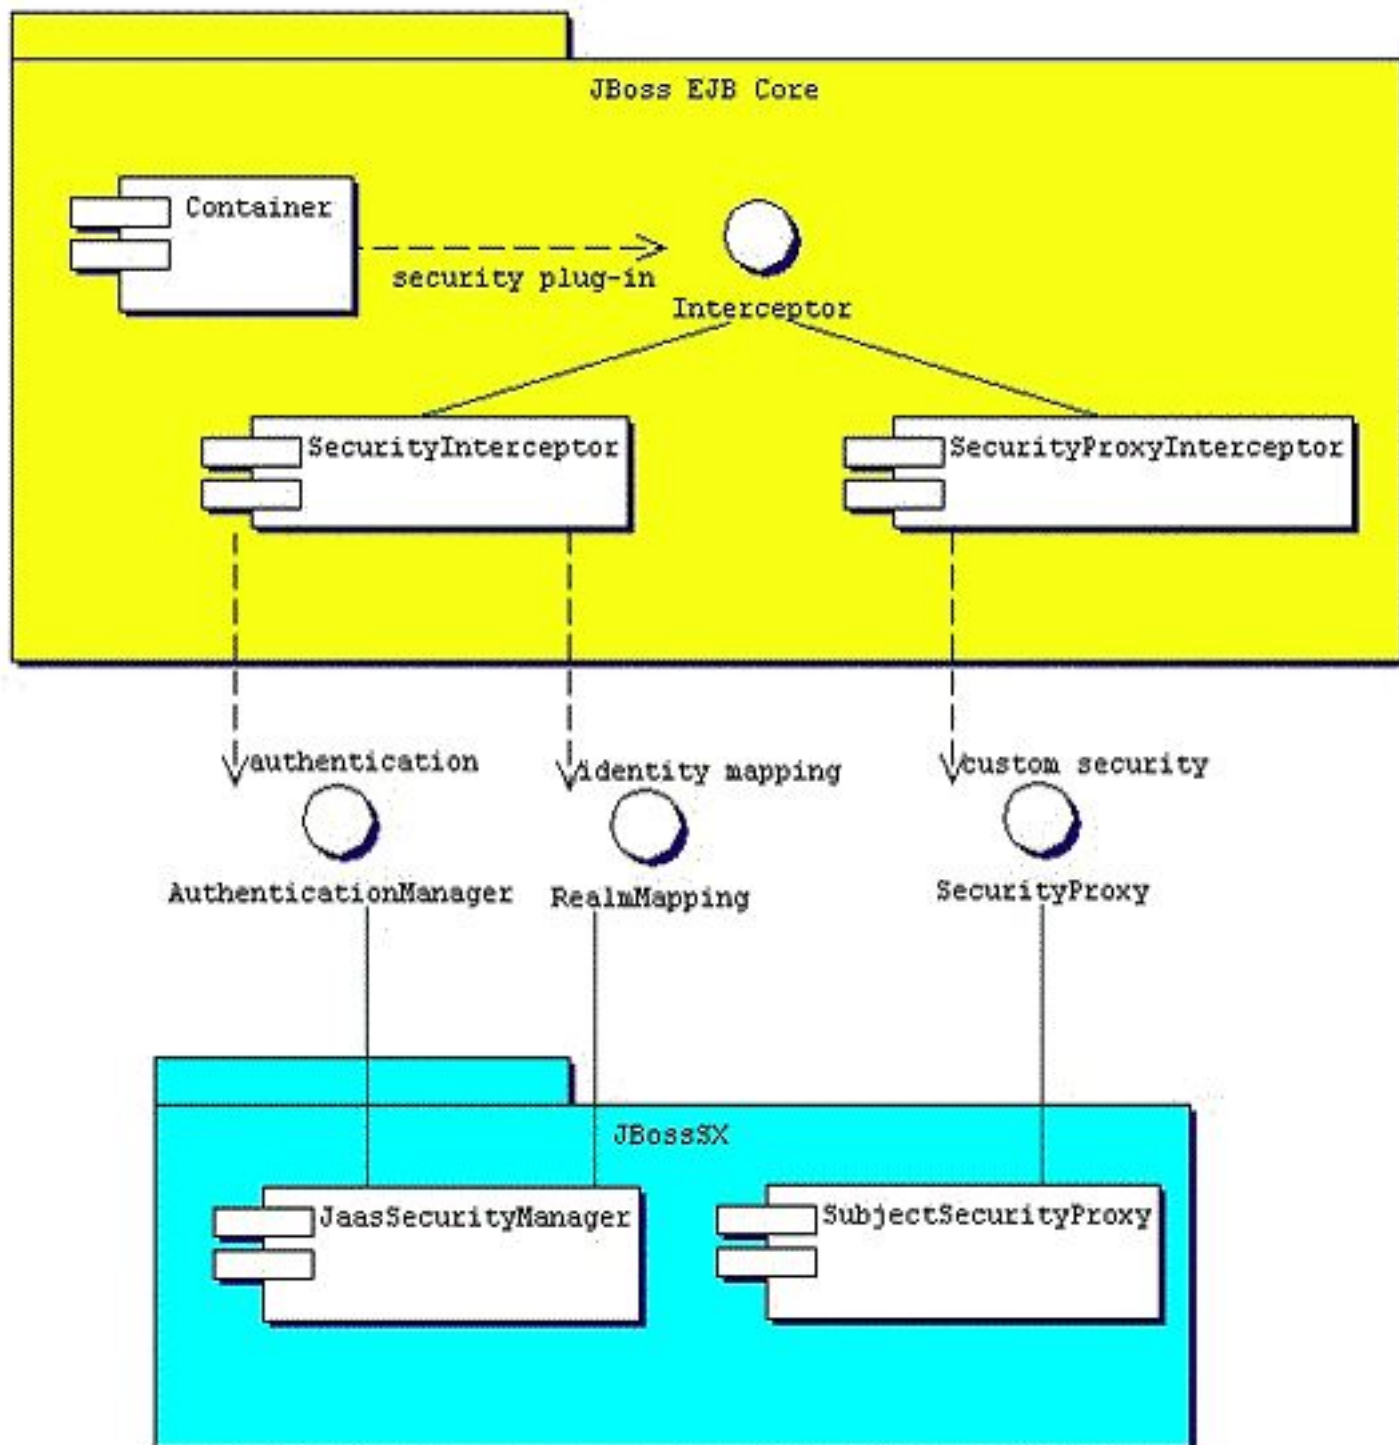 JBoss EJB Core
Container
security plug-in
Interceptor
SecurityInterceptor
SecurityProxyInterceptor
authentication
identity mapping
custom security
AuthenticationManager
RealmMapping
SecurityProxy
JBossSX
JaasSecurityManager
SubjectSecurityProxy